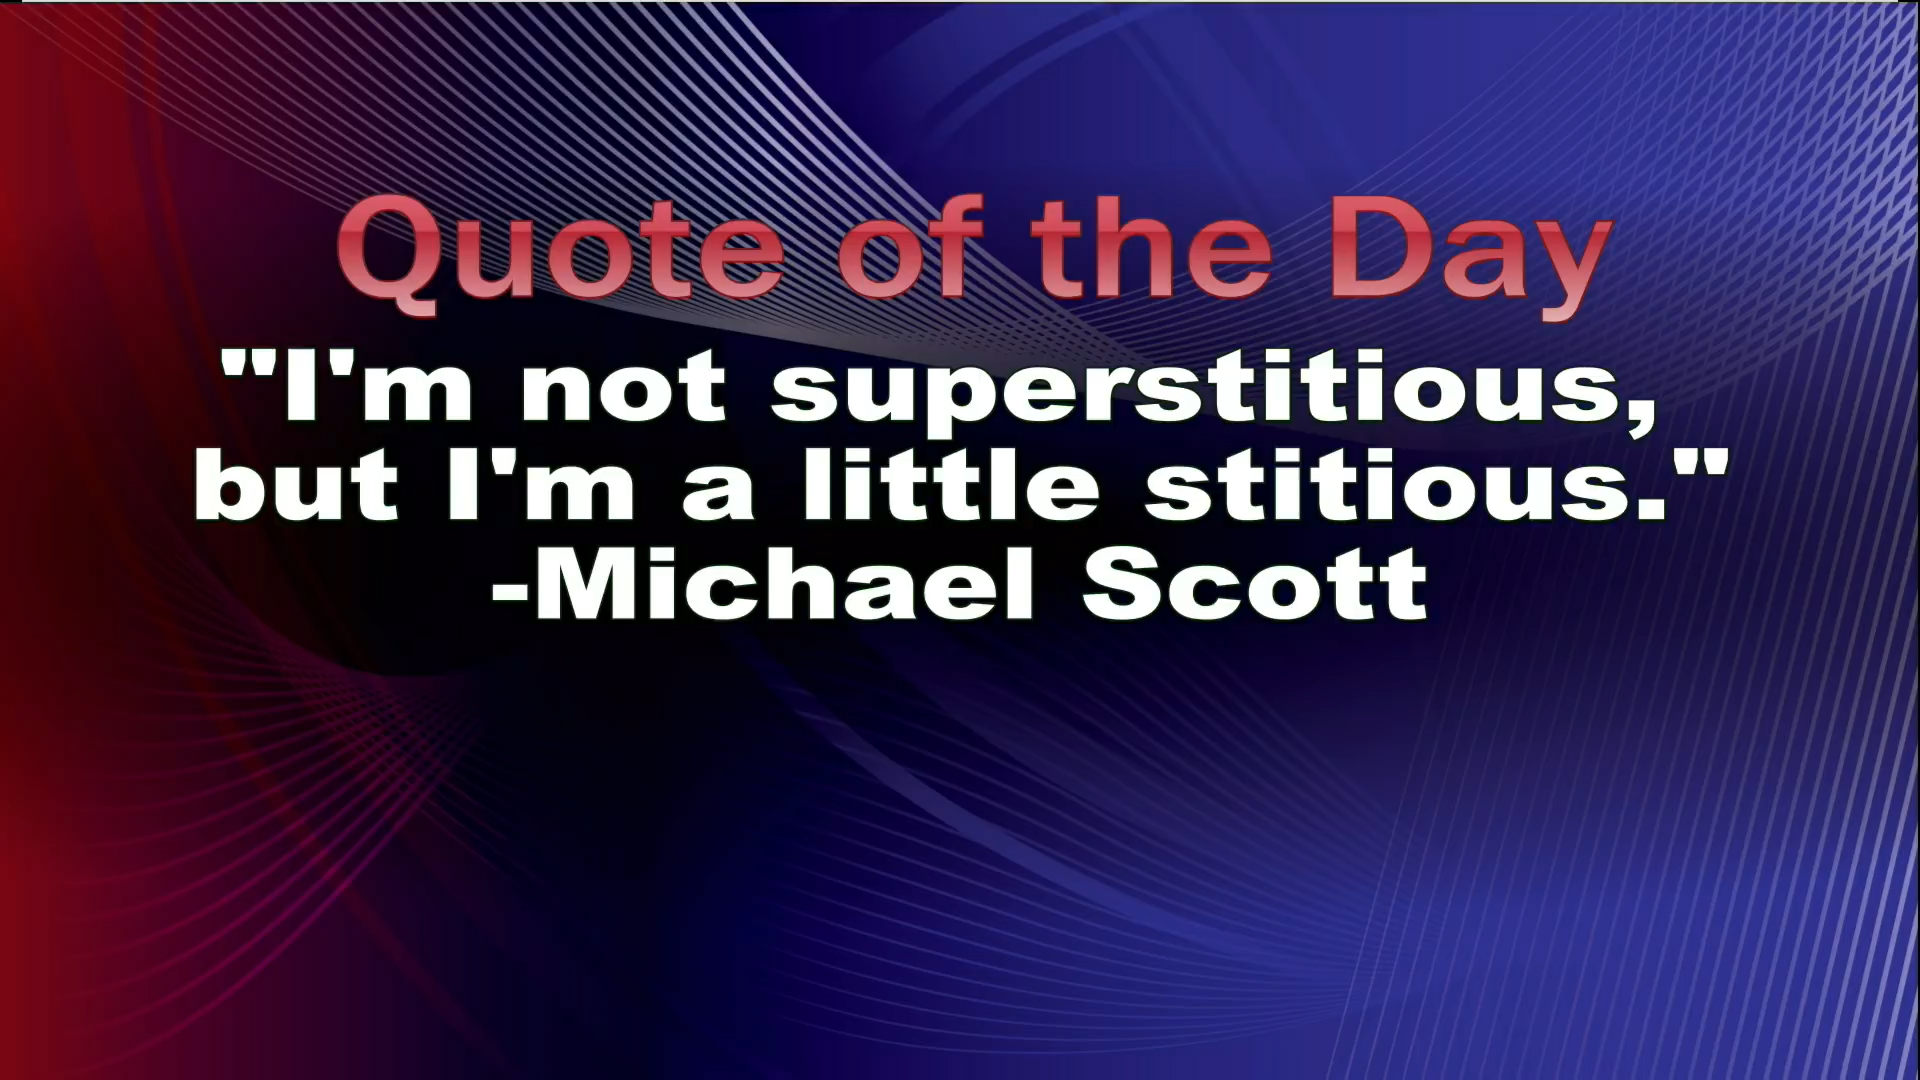 Quote of the Day
"I'm not superstitious,
but I'm a little stitious."
-Michael Scott